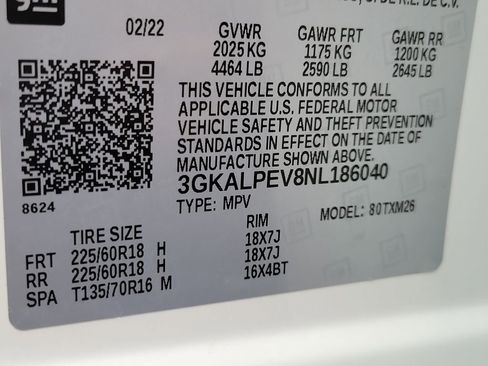 gm DE R.L. DE C.V.
02/22 GVWR GAWR FRT GAWR RR
2025 KG 1175 KG 1200 KG
4464 LB 2590 LB 2645 LB
THIS VEHICLE CONFORMS TO ALL
APPLICABLE U.S. FEDERAL MOTOR
VEHICLE SAFETY AND THEFT PREVENTION
STANDARDS IN EFFECT ON THE DATE OF
MANUFACTURE SHOWN ABOVE.
3GKALPEV8NL186040
8624 TYPE: MPV MODEL: 80TXM26
TIRE SIZE RIM
FRT 225/60R18 H 18X7J
RR 225/60R18 H 18X7J
SPA T135/70R16 M 16X4BT